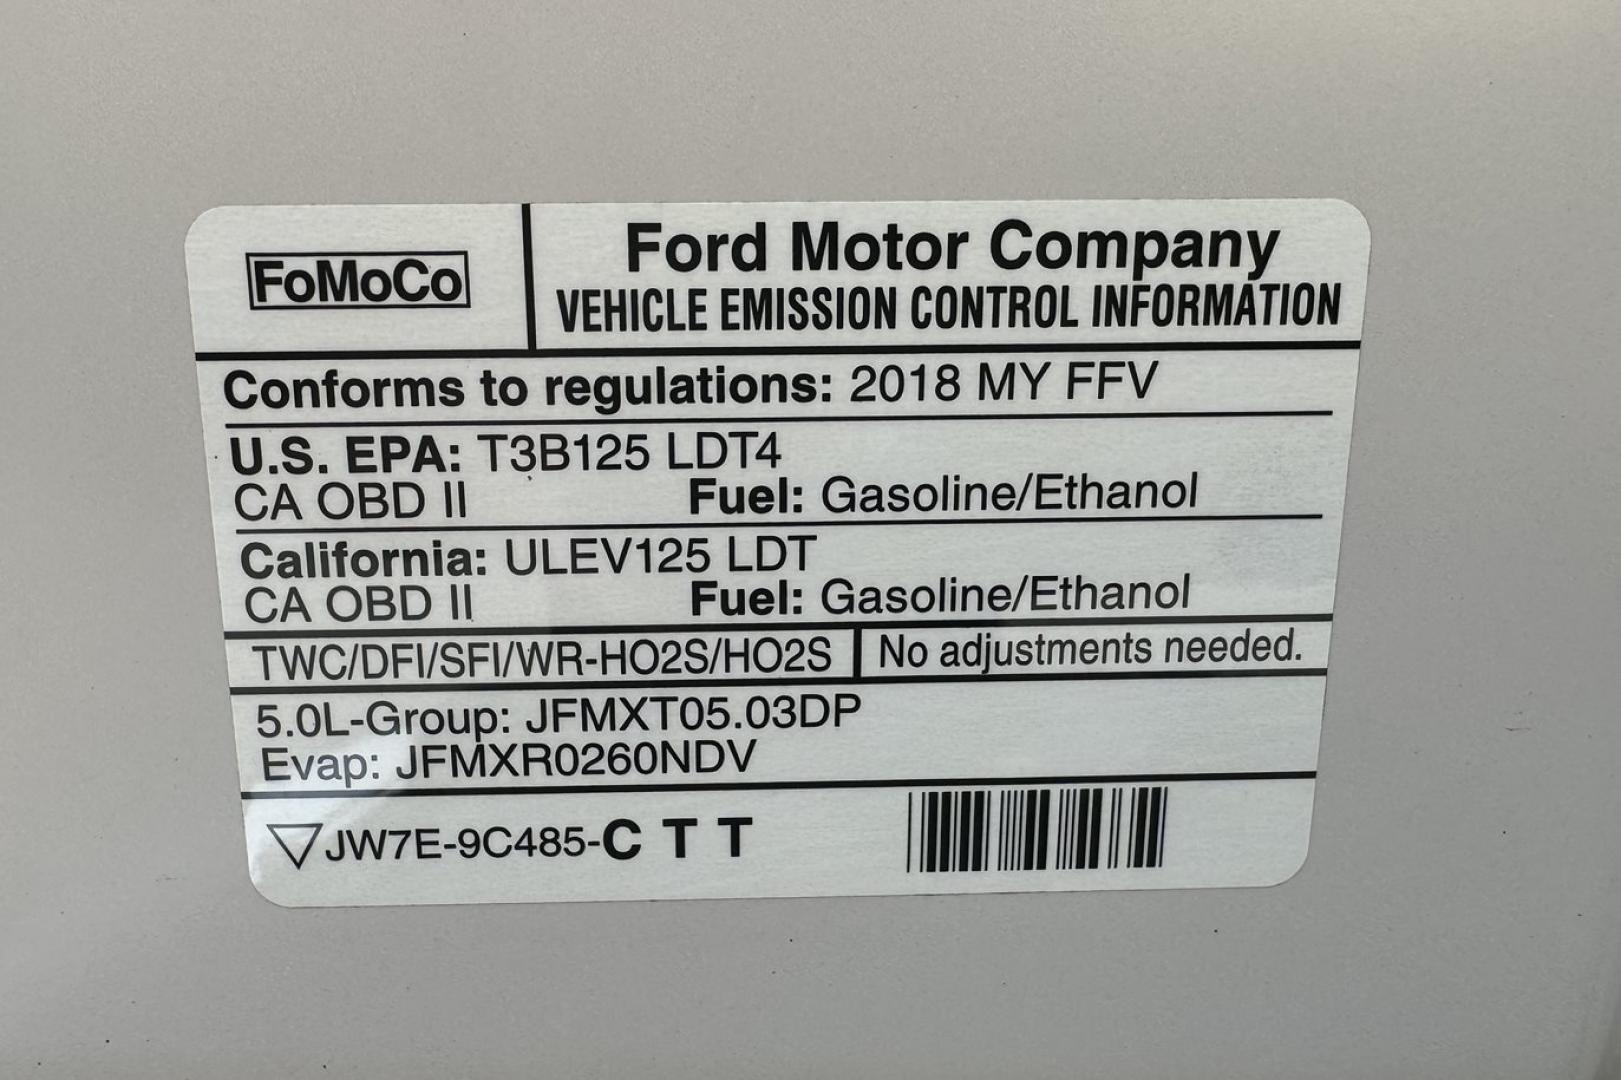 FoMoCo
Ford Motor Company
VEHICLE EMISSION CONTROL INFORMATION
Conforms to regulations: 2018 MY FFV
U.S. EPA: T3B125 LDT4
CA OBD II Fuel: Gasoline/Ethanol
California: ULEV125 LDT
CA OBD II Fuel: Gasoline/Ethanol
TWC/DFI/SFI/WR-HO2S/HO2S No adjustments needed.
5.0L-Group: JFMXT05.03DP
Evap: JFMXR0260NDV
JW7E-9C485-C T T